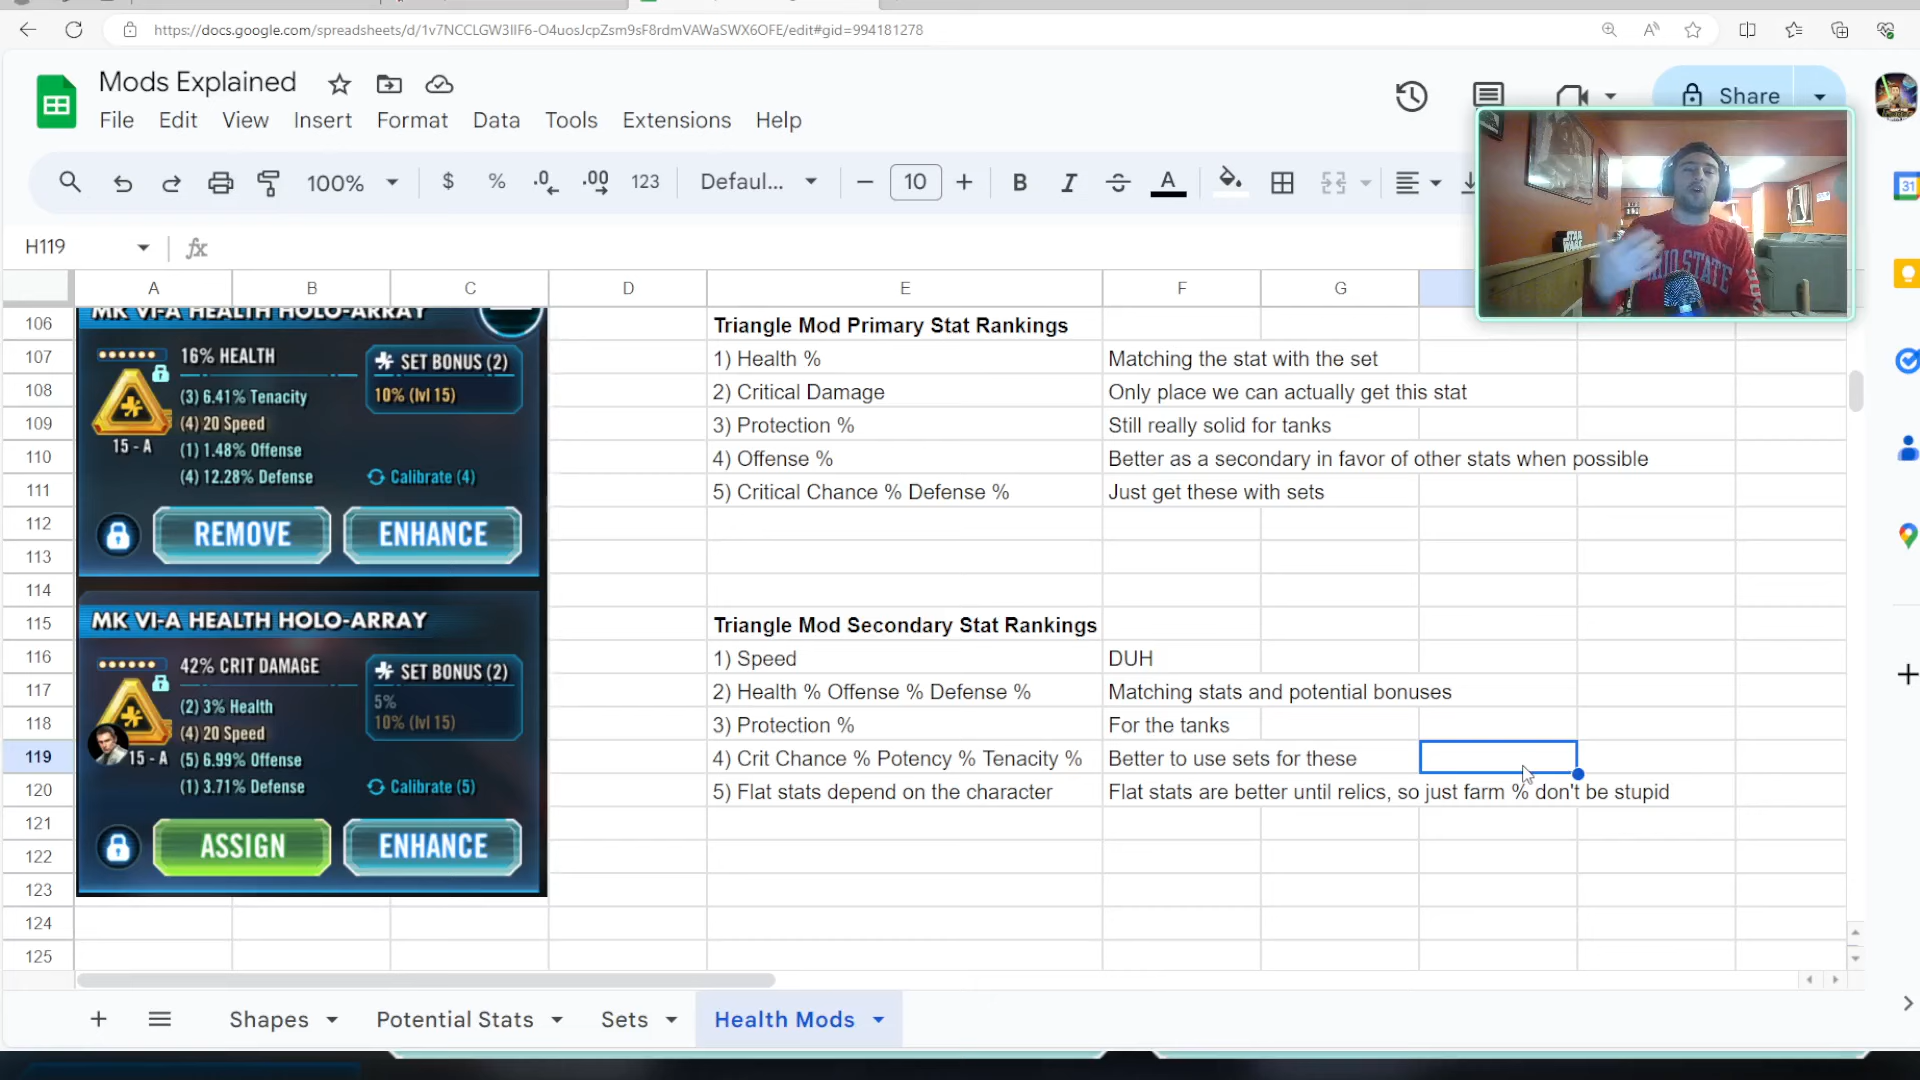 https://docs.google.com/spreadsheets/d/1v7NCCLGW3IIF6-O4uosJcpZsm9sF8rdmVAWaSWX6OFE/edit#gid=994181278
Mods Explained
File Edit View Insert Format Data Tools Extensions Help
Share
100% $ % .0 .00 123 Defaul... 10 B I A
H119 fx
A B C D E F G
MK VI-A HEALTH HOLO-ARRAY
16% HEALTH
SET BONUS (2)
10% (lvl 15)
(3) 6.41% Tenacity
(4) 20 Speed
15 - A
(1) 1.48% Offense
(4) 12.28% Defense
Calibrate (4)
REMOVE
ENHANCE
MK VI-A HEALTH HOLO-ARRAY
42% CRIT DAMAGE
SET BONUS (2)
5%
10% (lvl 15)
(2) 3% Health
(4) 20 Speed
15 - A
(5) 6.99% Offense
(1) 3.71% Defense
Calibrate (5)
ASSIGN
ENHANCE
106 Triangle Mod Primary Stat Rankings
107 1) Health % Matching the stat with the set
108 2) Critical Damage Only place we can actually get this stat
109 3) Protection % Still really solid for tanks
110 4) Offense % Better as a secondary in favor of other stats when possible
111 5) Critical Chance % Defense % Just get these with sets
112
113
114
115 Triangle Mod Secondary Stat Rankings
116 1) Speed DUH
117 2) Health % Offense % Defense % Matching stats and potential bonuses
118 3) Protection % For the tanks
119 4) Crit Chance % Potency % Tenacity % Better to use sets for these
120 5) Flat stats depend on the character Flat stats are better until relics, so just farm % don't be stupid
121
122
123
124
125
STAR WARS
OHIO STATE
31
Shapes Potential Stats Sets Health Mods